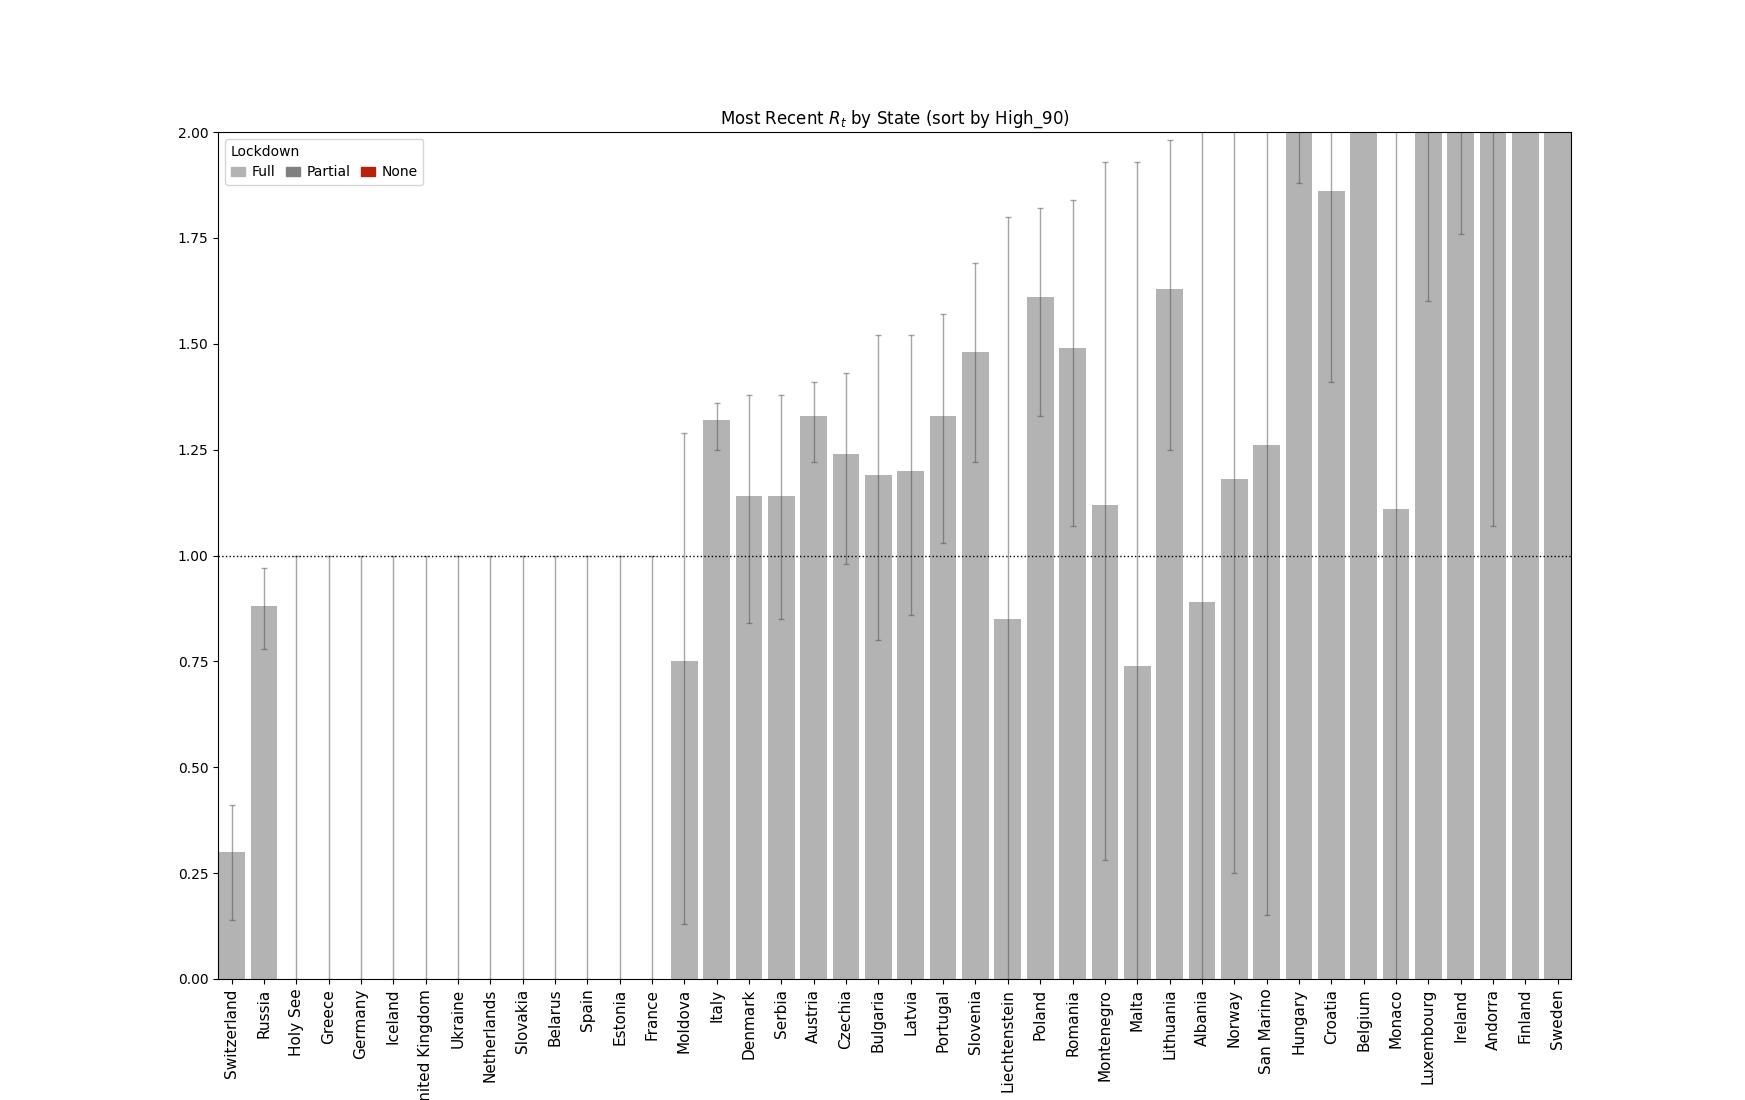 Most Recent R_t by State (sort by High_90)
Lockdown
Full Partial None
2.00
1.75
1.50
1.25
1.00
0.75
0.50
0.25
0.00
Switzerland
Russia
Holy See
Greece
Germany
Iceland
nited Kingdom
Ukraine
Netherlands
Slovakia
Belarus
Spain
Estonia
France
Moldova
Italy
Denmark
Serbia
Austria
Czechia
Bulgaria
Latvia
Portugal
Slovenia
Liechtenstein
Poland
Romania
Montenegro
Malta
Lithuania
Albania
Norway
San Marino
Hungary
Croatia
Belgium
Monaco
Luxembourg
Ireland
Andorra
Finland
Sweden